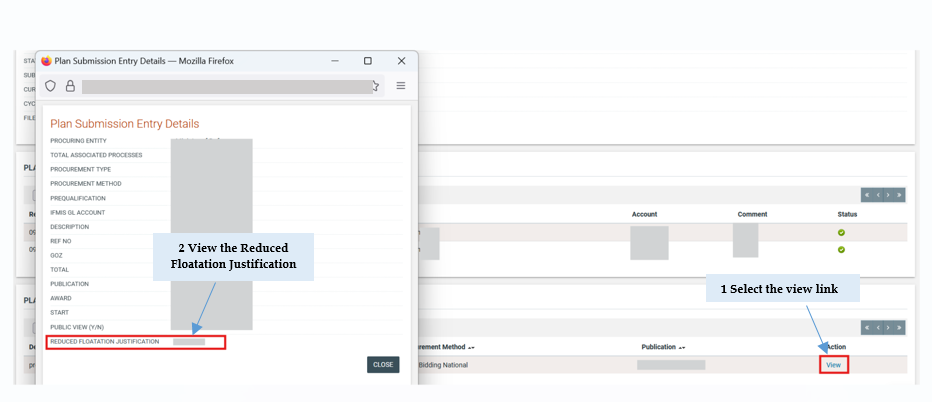 Plan Submission Entry Details — Mozilla Firefox
Plan Submission Entry Details
PROCURING ENTITY
TOTAL ASSOCIATED PROCESSES
PROCUREMENT TYPE
PROCUREMENT METHOD
PREQUALIFICATION
IFMIS GL ACCOUNT
DESCRIPTION
REF NO
GOZ
TOTAL
PUBLICATION
AWARD
START
PUBLIC VIEW (Y/N)
REDUCED FLOATATION JUSTIFICATION
CLOSE
2 View the Reduced
Floatation Justification
STA
SUB
CUR
CYC
FILE
PLA
« ‹ › »
Re
Account Comment Status
09
09
1 Select the view link
PLA
« ‹ › »
De
rement Method Publication Action
pr
Bidding National View